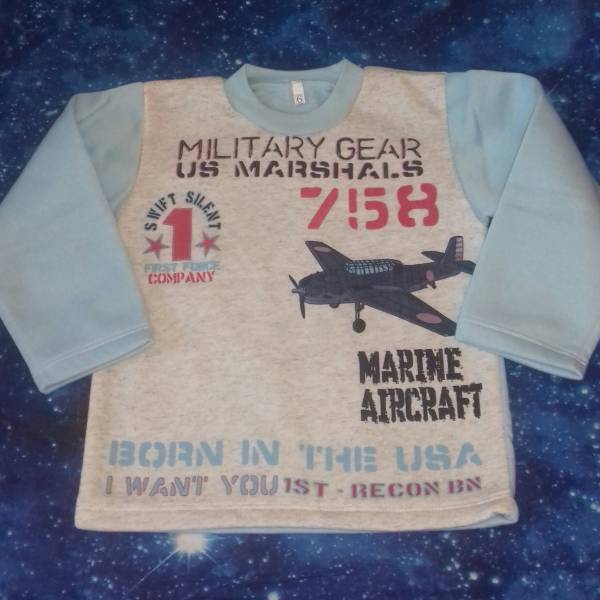 6
MILITARY GEAR
US MARSHALS
758
SWIFT SILENT
1
FIRST FORCE
COMPANY
MARINE
AIRCRAFT
BORN IN THE USA
I WANT YOU 1ST - RECON BN